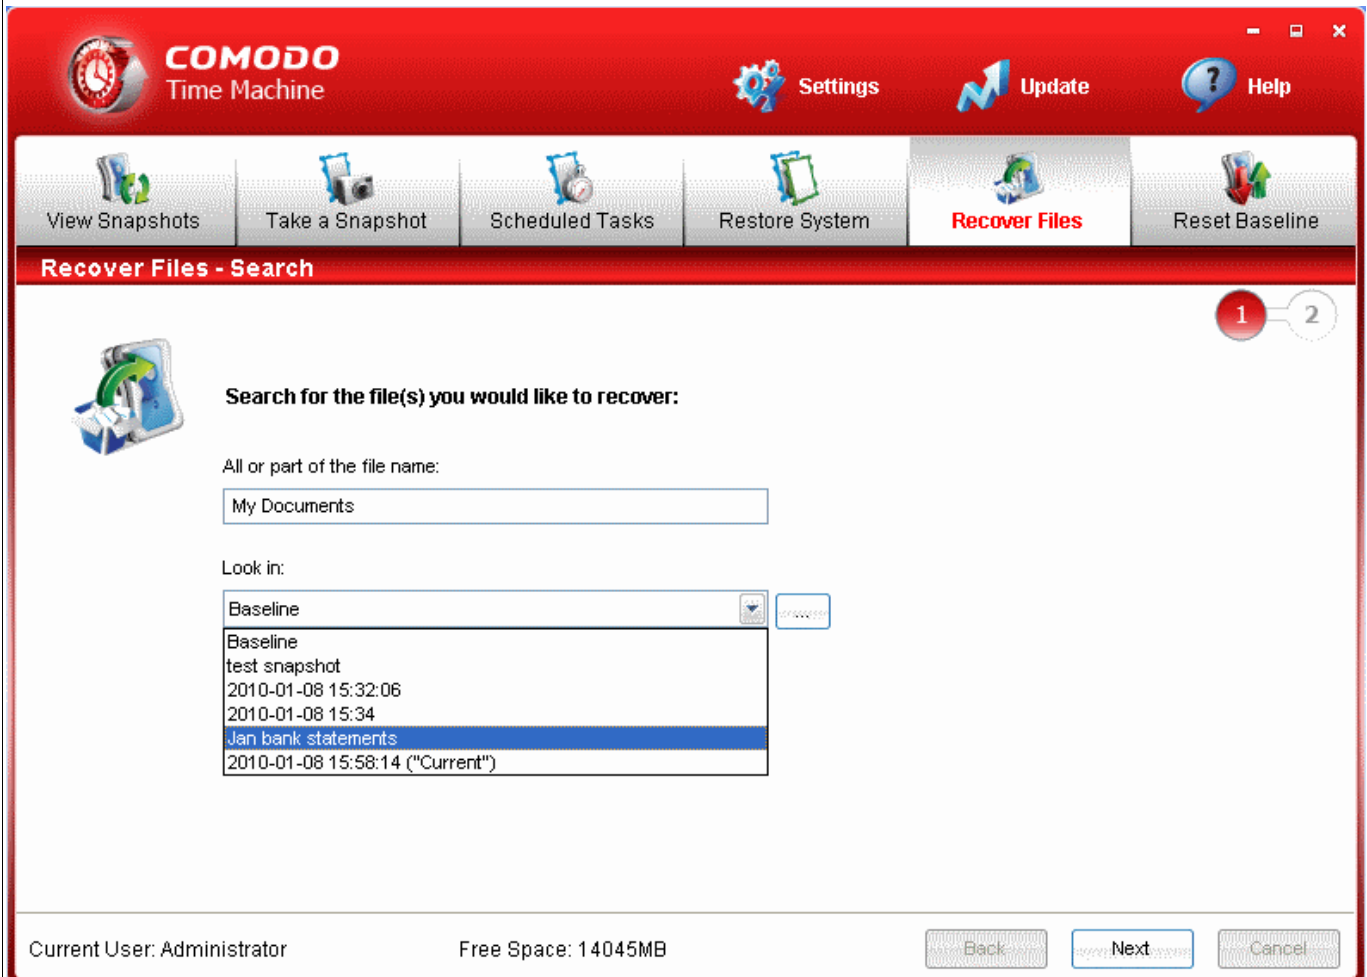 COMODO
Time Machine
Settings
Update
? Help
View Snapshots
Take a Snapshot
Scheduled Tasks
Restore System
Recover Files
Reset Baseline
Recover Files - Search
1
2
Search for the file(s) you would like to recover:
All or part of the file name:
My Documents
Look in:
Baseline
...
Baseline
test snapshot
2010-01-08 15:32:06
2010-01-08 15:34
Jan bank statements
2010-01-08 15:58:14 ("Current")
Current User: Administrator
Free Space: 14045MB
Back
Next
Cancel